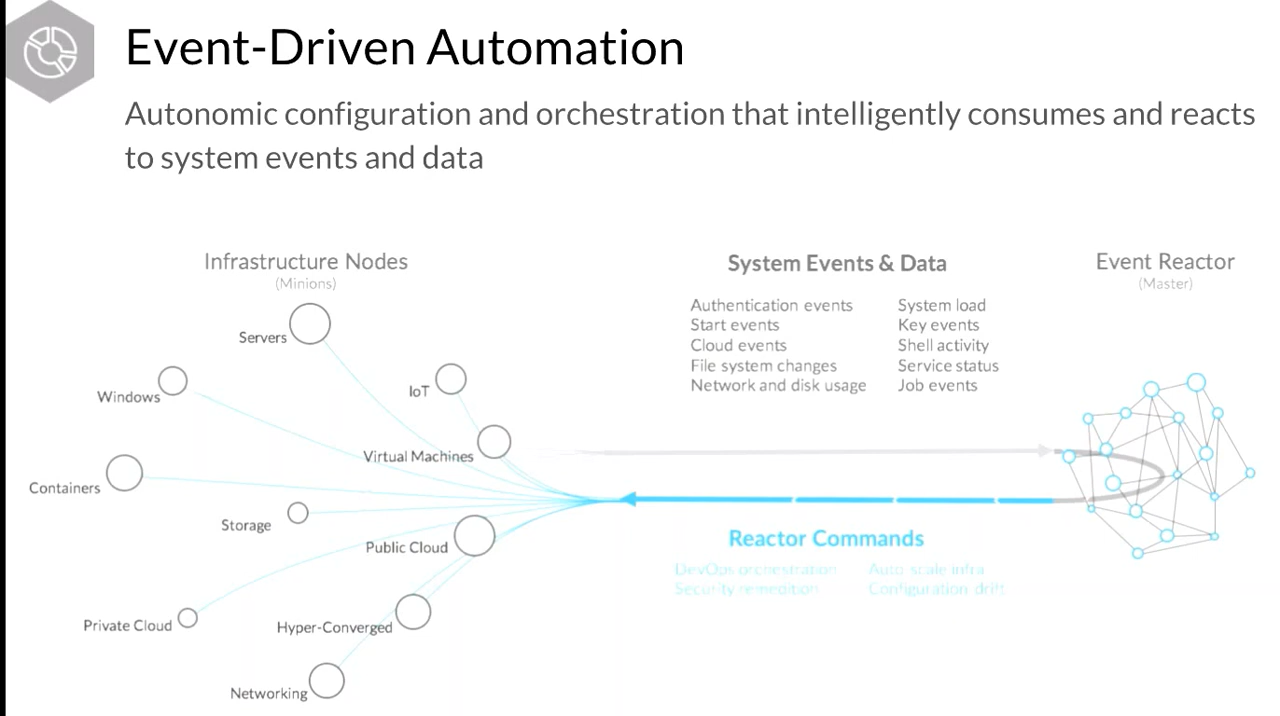 Event-Driven Automation
Autonomic configuration and orchestration that intelligently consumes and reacts
to system events and data
Infrastructure Nodes
(Minions)
Servers
Windows
IoT
Virtual Machines
Containers
Storage
Public Cloud
Private Cloud
Hyper-Converged
Networking
System Events & Data
Authentication events
Start events
Cloud events
File system changes
Network and disk usage
System load
Key events
Shell activity
Service status
Job events
Event Reactor
(Master)
Reactor Commands
DevOps orchestration
Security remedition
Auto scale infra
Configuration drift